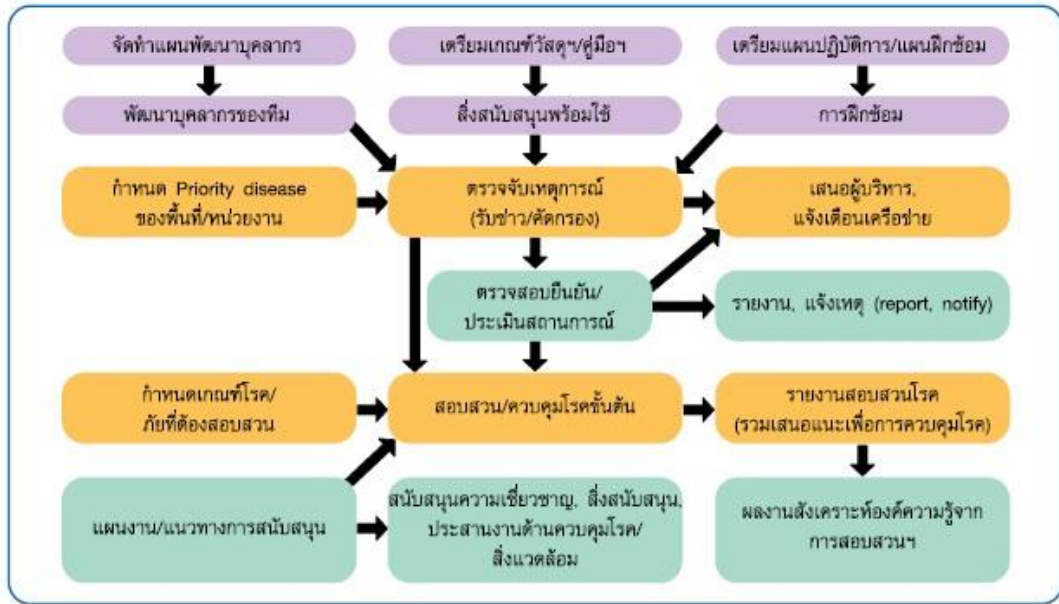 จัดทำแผนพัฒนาบุคลากร
เตรียมเกณฑ์วัสดุฯ/คู่มือฯ
เตรียมแผนปฏิบัติการ/แผนฝึกซ้อม
พัฒนาบุคลากรของทีม
สิ่งสนับสนุนพร้อมใช้
การฝึกซ้อม
กำหนด Priority disease
ของพื้นที่/หน่วยงาน
ตรวจจับเหตุการณ์
(รับข่าว/คัดกรอง)
เสนอผู้บริหาร,
แจ้งเตือนเครือข่าย
ตรวจสอบยืนยัน/
ประเมินสถานการณ์
รายงาน, แจ้งเหตุ (report, notify)
กำหนดเกณฑ์โรค/
ภัยที่ต้องสอบสวน
สอบสวน/ควบคุมโรคขั้นต้น
รายงานสอบสวนโรค
(รวมเสนอแนะเพื่อการควบคุมโรค)
แผนงาน/แนวทางการสนับสนุน
สนับสนุนความเชี่ยวชาญ, สิ่งสนับสนุน,
ประสานงานด้านควบคุมโรค/
สิ่งแวดล้อม
ผลงานสังเคราะห์องค์ความรู้จาก
การสอบสวนฯ